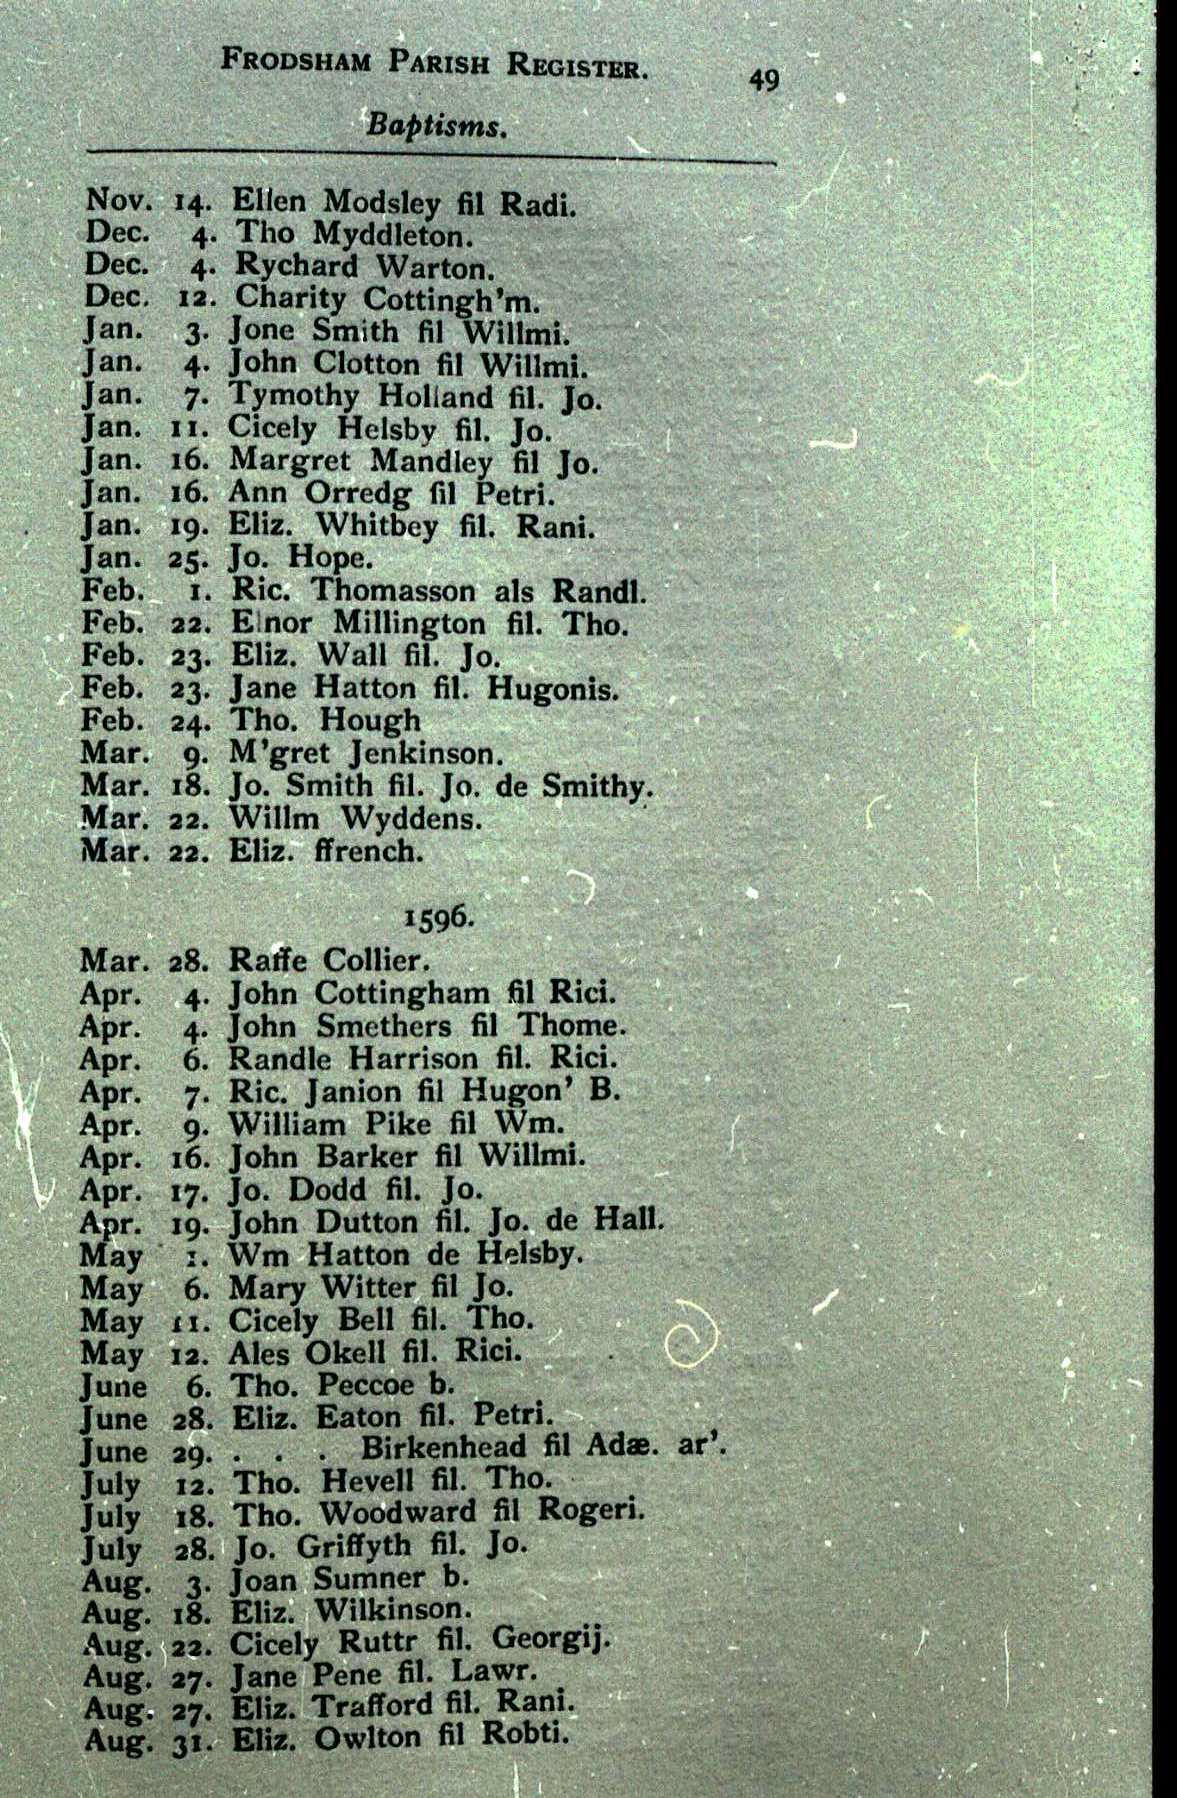 Frodsham Parish Register. 49
Baptisms.
Nov. 14. Ellen Modsley fil Radi.
Dec. 4. Tho Myddleton.
Dec. 4. Rychard Warton.
Dec. 12. Charity Cottingh'm.
Jan. 3. Jone Smith fil Willmi.
Jan. 4. John Clotton fil Willmi.
Jan. 7. Tymothy Holland fil. Jo.
Jan. 11. Cicely Helsby fil. Jo.
Jan. 16. Margret Mandley fil Jo.
Jan. 16. Ann Orredg fil Petri.
Jan. 19. Eliz. Whitbey fil. Rani.
Jan. 25. Jo. Hope.
Feb. 1. Ric. Thomasson als Randl.
Feb. 22. Elnor Millington fil. Tho.
Feb. 23. Eliz. Wall fil. Jo.
Feb. 23. Jane Hatton fil. Hugonis.
Feb. 24. Tho. Hough
Mar. 9. M'gret Jenkinson.
Mar. 18. Jo. Smith fil. Jo. de Smithy.
Mar. 22. Willm Wyddens.
Mar. 22. Eliz. ffrench.
1596.
Mar. 28. Raffe Collier.
Apr. 4. John Cottingham fil Rici.
Apr. 4. John Smethers fil Thome.
Apr. 6. Randle Harrison fil. Rici.
Apr. 7. Ric. Janion fil Hugon' B.
Apr. 9. William Pike fil Wm.
Apr. 16. John Barker fil Willmi.
Apr. 17. Jo. Dodd fil. Jo.
Apr. 19. John Dutton fil. Jo. de Hall.
May 1. Wm Hatton de Helsby.
May 6. Mary Witter fil Jo.
May 11. Cicely Bell fil. Tho.
May 12. Ales Okell fil. Rici.
June 6. Tho. Peccoe b.
June 28. Eliz. Eaton fil. Petri.
June 29. . . . Birkenhead fil Adæ. ar'.
July 12. Tho. Hevell fil. Tho.
July 18. Tho. Woodward fil Rogeri.
July 28. Jo. Griffyth fil. Jo.
Aug. 3. Joan Sumner b.
Aug. 18. Eliz. Wilkinson.
Aug. 22. Cicely Ruttr fil. Georgij.
Aug. 27. Jane Pene fil. Lawr.
Aug. 27. Eliz. Trafford fil. Rani.
Aug. 31. Eliz. Owlton fil Robti.